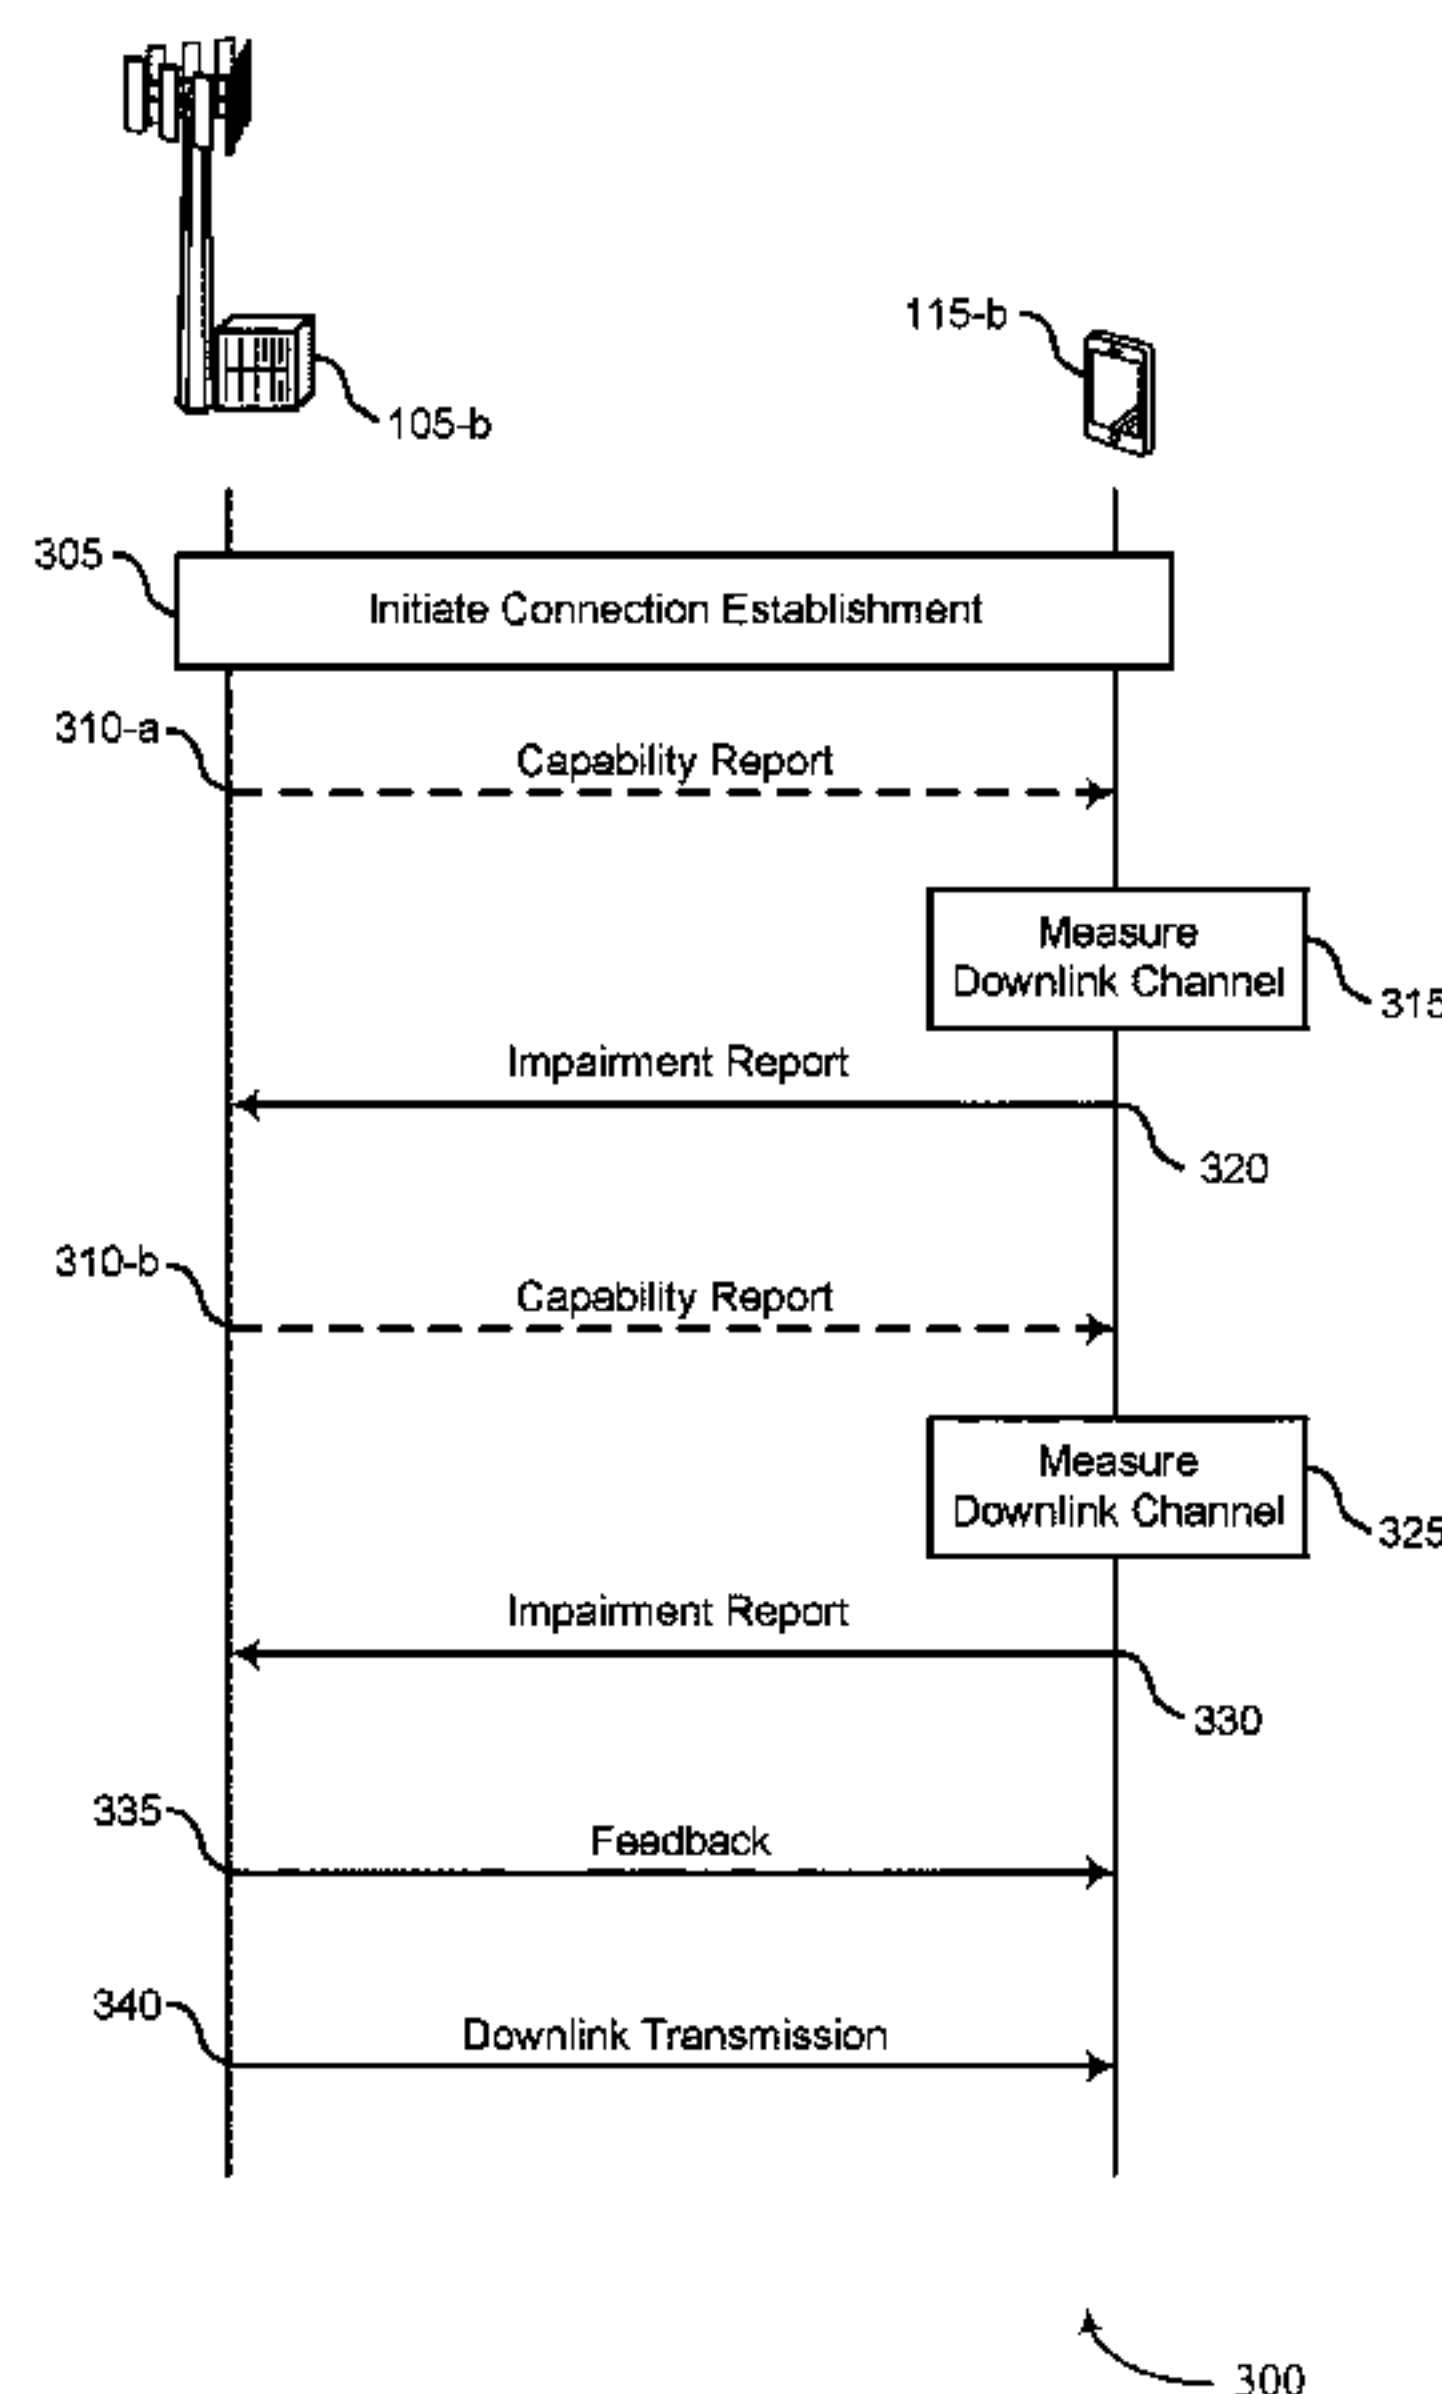 115-b
105-b
305
Initiate Connection Establishment
310-a
Capability Report
Measure
Downlink Channel
315
Impairment Report
320
310-b
Capability Report
Measure
Downlink Channel
325
Impairment Report
330
335
Feedback
340
Downlink Transmission
300